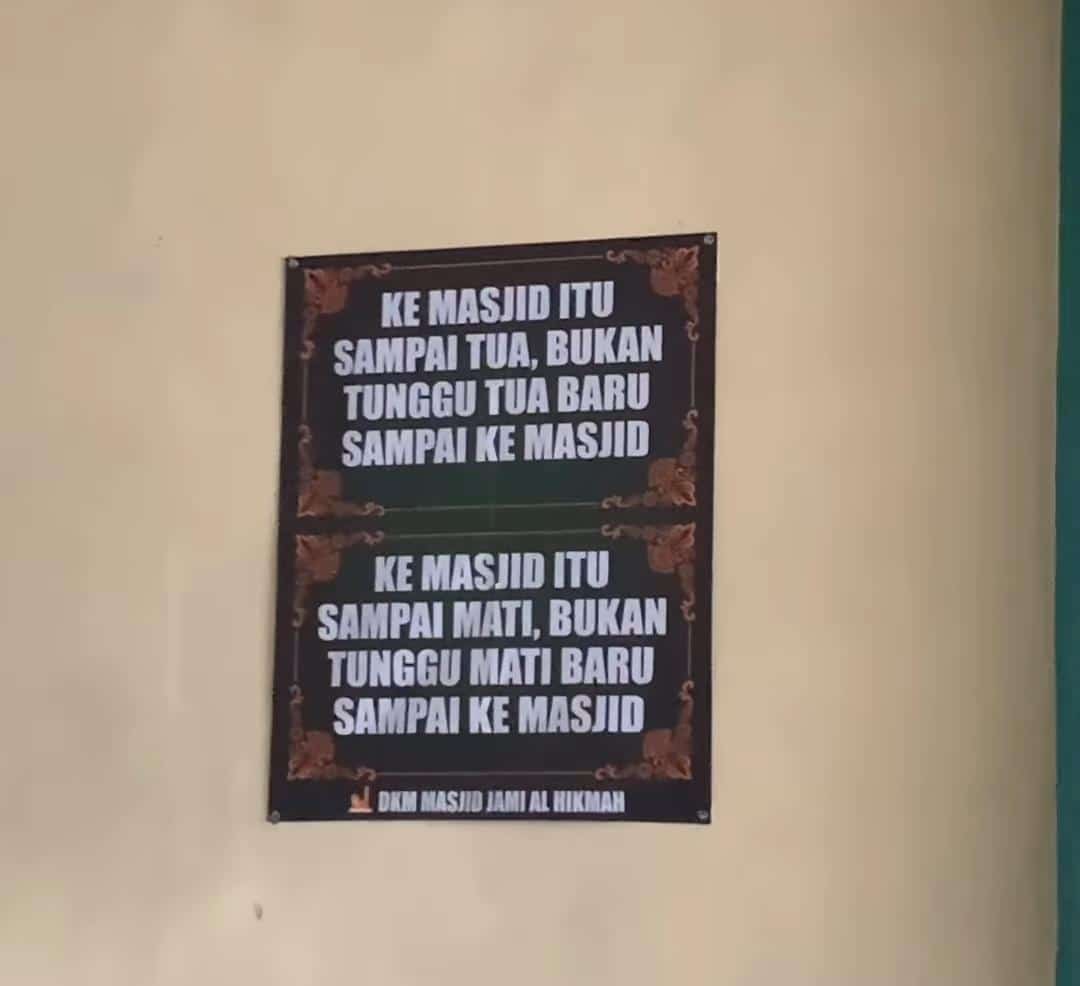 KE MASJID ITU
SAMPAI TUA, BUKAN
TUNGGU TUA BARU
SAMPAI KE MASJID
KE MASJID ITU
SAMPAI MATI, BUKAN
TUNGGU MATI BARU
SAMPAI KE MASJID
DKM MASJID JAMI AL HIKMAH